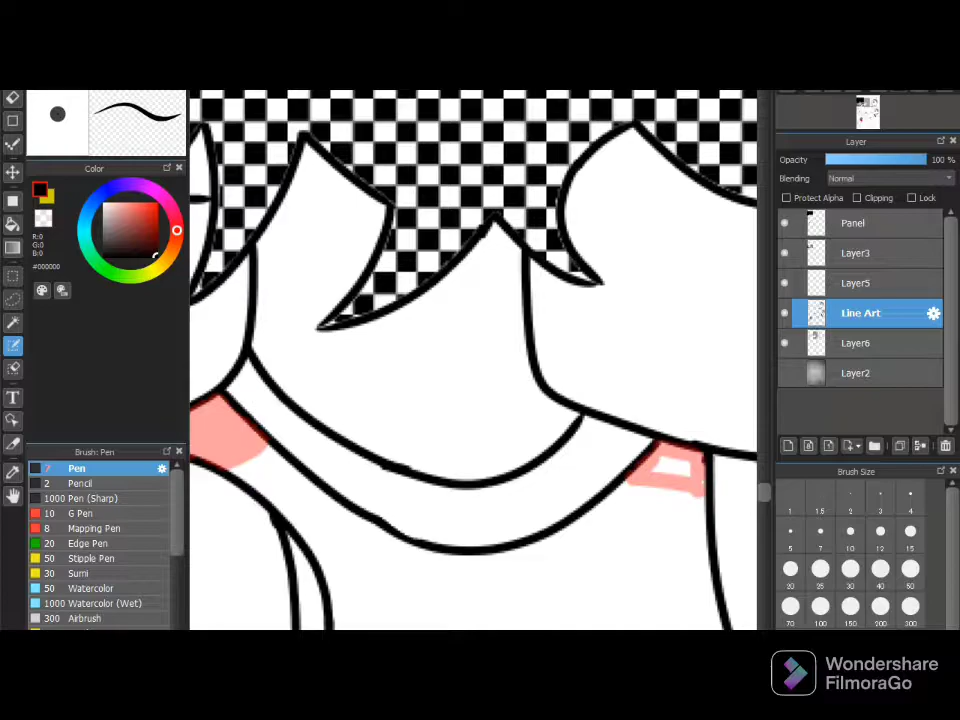 Color
R:0
G:0
B:0
#000000
Brush: Pen
7 Pen
2 Pencil
1000 Pen (Sharp)
10 G Pen
8 Mapping Pen
20 Edge Pen
50 Stipple Pen
30 Sumi
50 Watercolor
1000 Watercolor (Wet)
300 Airbrush
T
Layer
Opacity 100 %
Blending Normal
Protect Alpha Clipping Lock
Panel
Layer3
Layer5
Line Art
Layer6
Layer2
Brush Size
1 1.5 2 3 4
5 7 10 12 15
20 25 30 40 50
70 100 150 200 300
Wondershare
FilmoraGo